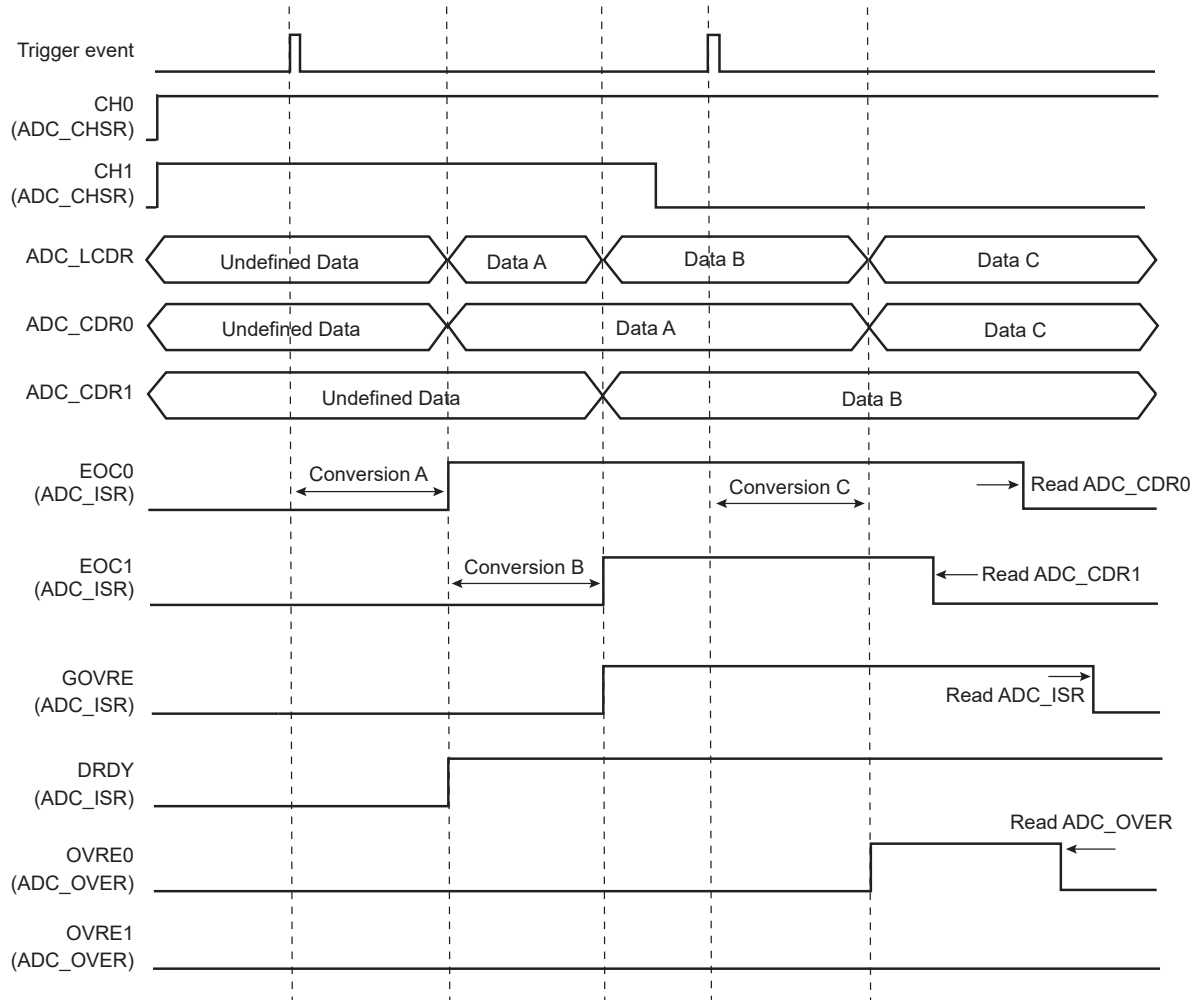 Trigger event
CH0
(ADC_CHSR)
CH1
(ADC_CHSR)
ADC_LCDR
Undefined Data
Data A
Data B
Data C
ADC_CDR0
Undefined Data
Data A
Data C
ADC_CDR1
Undefined Data
Data B
EOC0
(ADC_ISR)
Conversion A
Conversion C
Read ADC_CDR0
EOC1
(ADC_ISR)
Conversion B
Read ADC_CDR1
GOVRE
(ADC_ISR)
Read ADC_ISR
DRDY
(ADC_ISR)
Read ADC_OVER
OVRE0
(ADC_OVER)
OVRE1
(ADC_OVER)